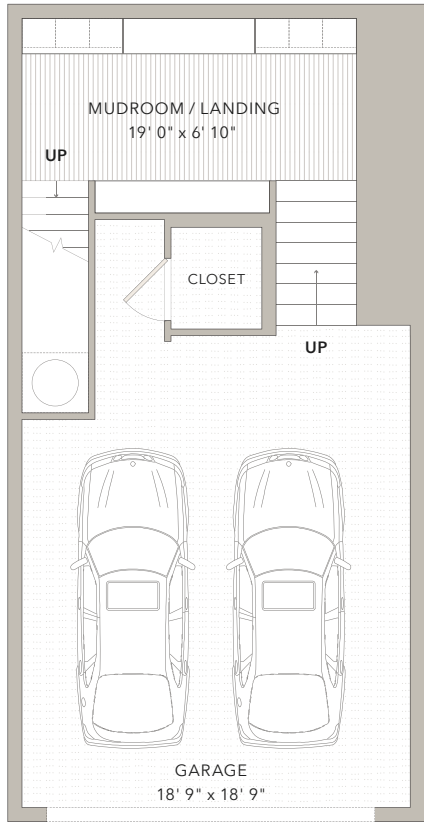 MUDROOM / LANDING
19' 0" x 6' 10"
UP
CLOSET
UP
GARAGE
18' 9" x 18' 9"